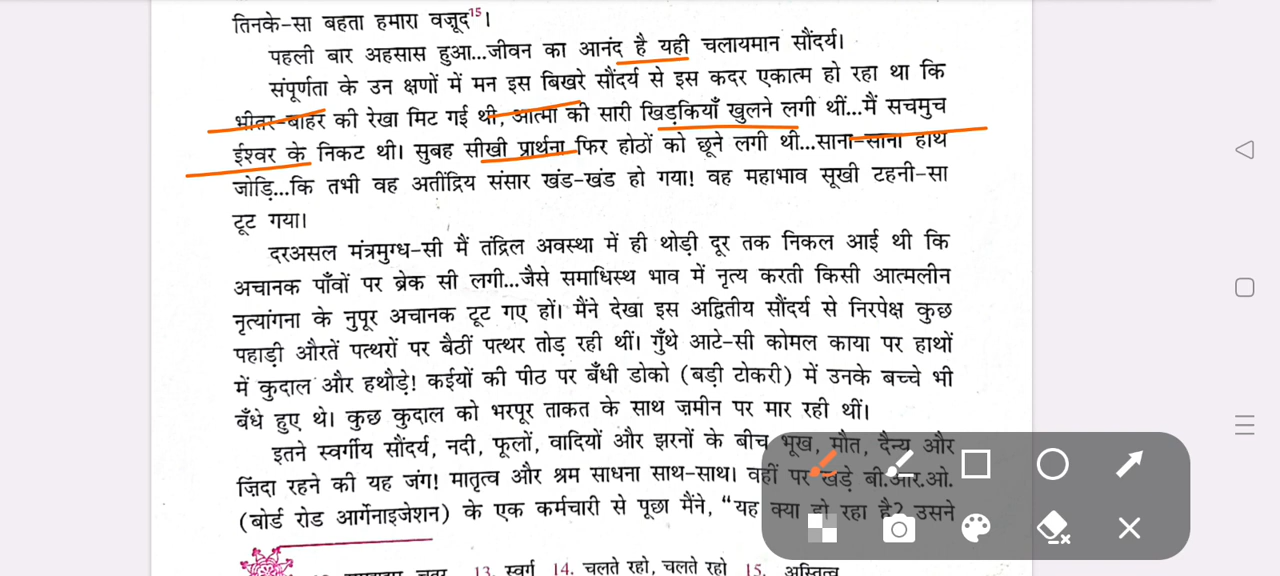 तिनके-सा बहता हमारा वज़ूद15।
पहली बार अहसास हुआ...जीवन का आनंद है यही चलायमान सौंदर्य।
संपूर्णता के उन क्षणों में मन इस बिखरे सौंदर्य से इस कदर एकात्म हो रहा था कि
भीतर-बाहर की रेखा मिट गई थी, आत्मा की सारी खिड़कियाँ खुलने लगी थीं...मैं सचमुच
ईश्वर के निकट थी। सुबह सीखी प्रार्थना फिर होठों को छूने लगी थी...साना-साना हाथ
जोड़ि...कि तभी वह अतींद्रिय संसार खंड-खंड हो गया! वह महाभाव सूखी टहनी-सा
टूट गया।
दरअसल मंत्रमुग्ध-सी मैं तंद्रिल अवस्था में ही थोड़ी दूर तक निकल आई थी कि
अचानक पाँवों पर ब्रेक सी लगी...जैसे समाधिस्थ भाव में नृत्य करती किसी आत्मलीन
नृत्यांगना के नुपूर अचानक टूट गए हों। मैंने देखा इस अद्वितीय सौंदर्य से निरपेक्ष कुछ
पहाड़ी औरतें पत्थरों पर बैठीं पत्थर तोड़ रही थीं। गुँथे आटे-सी कोमल काया पर हाथों
में कुदाल और हथौड़े! कईयों की पीठ पर बँधी डोको (बड़ी टोकरी) में उनके बच्चे भी
बँधे हुए थे। कुछ कुदाल को भरपूर ताकत के साथ ज़मीन पर मार रही थीं।
इतने स्वर्गीय सौंदर्य, नदी, फूलों, वादियों और झरनों के बीच भूख, मौत, दैन्य और
ज़िंदा रहने की यह जंग! मातृत्व और श्रम साधना साथ-साथ। वहीं पर खड़े बी.आर.ओ.
(बोर्ड रोड आर्गेनाइजेशन) के एक कर्मचारी से पूछा मैंने, "यह क्या हो रहा है? उसने
13. स्वर्ग 14. चलते रहो, चलते रहो 15. अस्तित्व